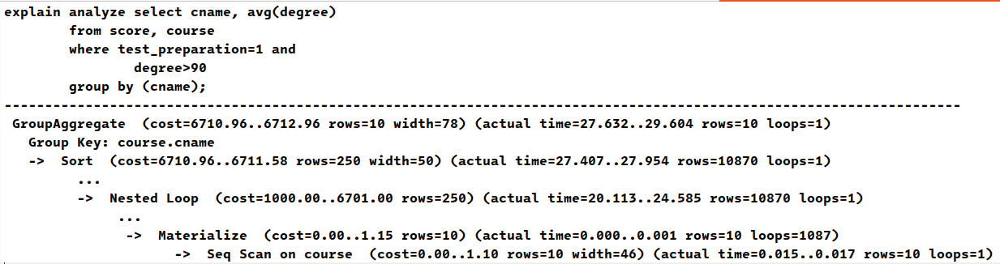 explain analyze select cname, avg(degree)
from score, course
where test_preparation=1 and
degree>90
group by (cname);
----------------------------------------------------------------------------------------------------------------------
GroupAggregate (cost=6710.96..6712.96 rows=10 width=78) (actual time=27.632..29.604 rows=10 loops=1)
Group Key: course.cname
-> Sort (cost=6710.96..6711.58 rows=250 width=50) (actual time=27.407..27.954 rows=10870 loops=1)
...
-> Nested Loop (cost=1000.00..6701.00 rows=250) (actual time=20.113..24.585 rows=10870 loops=1)
...
-> Materialize (cost=0.00..1.15 rows=10) (actual time=0.000..0.001 rows=10 loops=1087)
-> Seq Scan on course (cost=0.00..1.10 rows=10 width=46) (actual time=0.015..0.017 rows=10 loops=1)